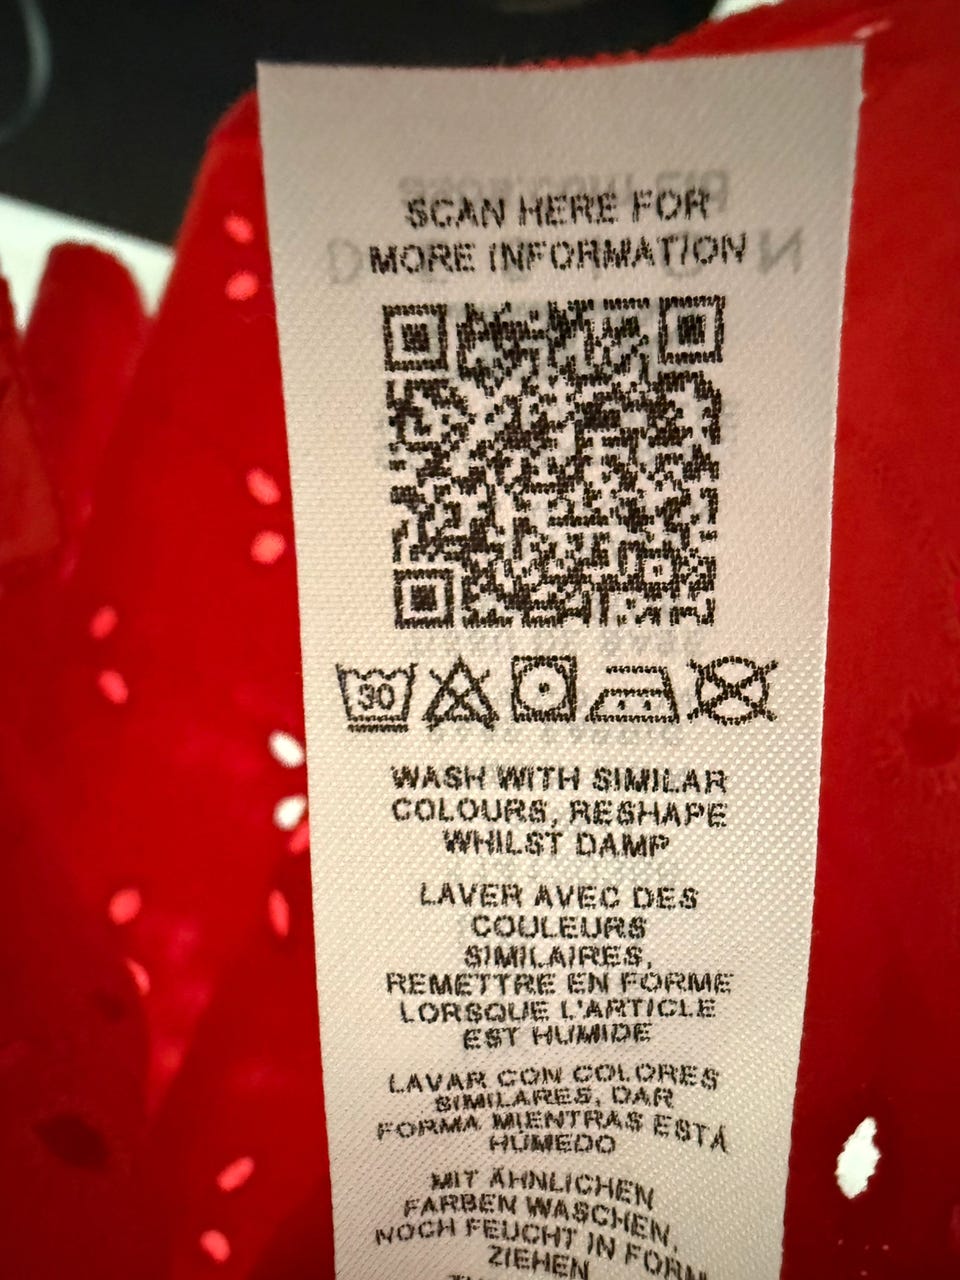 SCAN HERE FOR
MORE INFORMATION
30
WASH WITH SIMILAR
COLOURS, RESHAPE
WHILST DAMP
LAVER AVEC DES
COULEURS
SIMILAIRES,
REMETTRE EN FORME
LORSQUE L'ARTICLE
EST HUMIDE
LAVAR CON COLORES
SIMILARES, DAR
FORMA MIENTRAS ESTÁ
HÚMEDO
MIT ÄHNLICHEN
FARBEN WASCHEN,
NOCH FEUCHT IN FORM
ZIEHEN